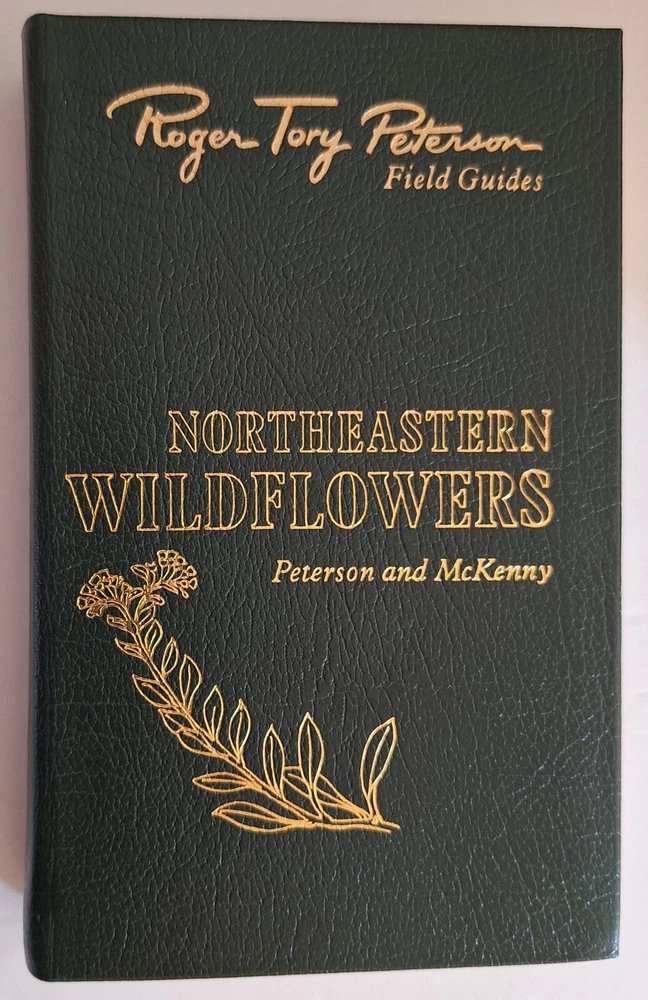 Roger Tory Peterson
Field Guides
NORTHEASTERN
WILDFLOWERS
Peterson and McKenny